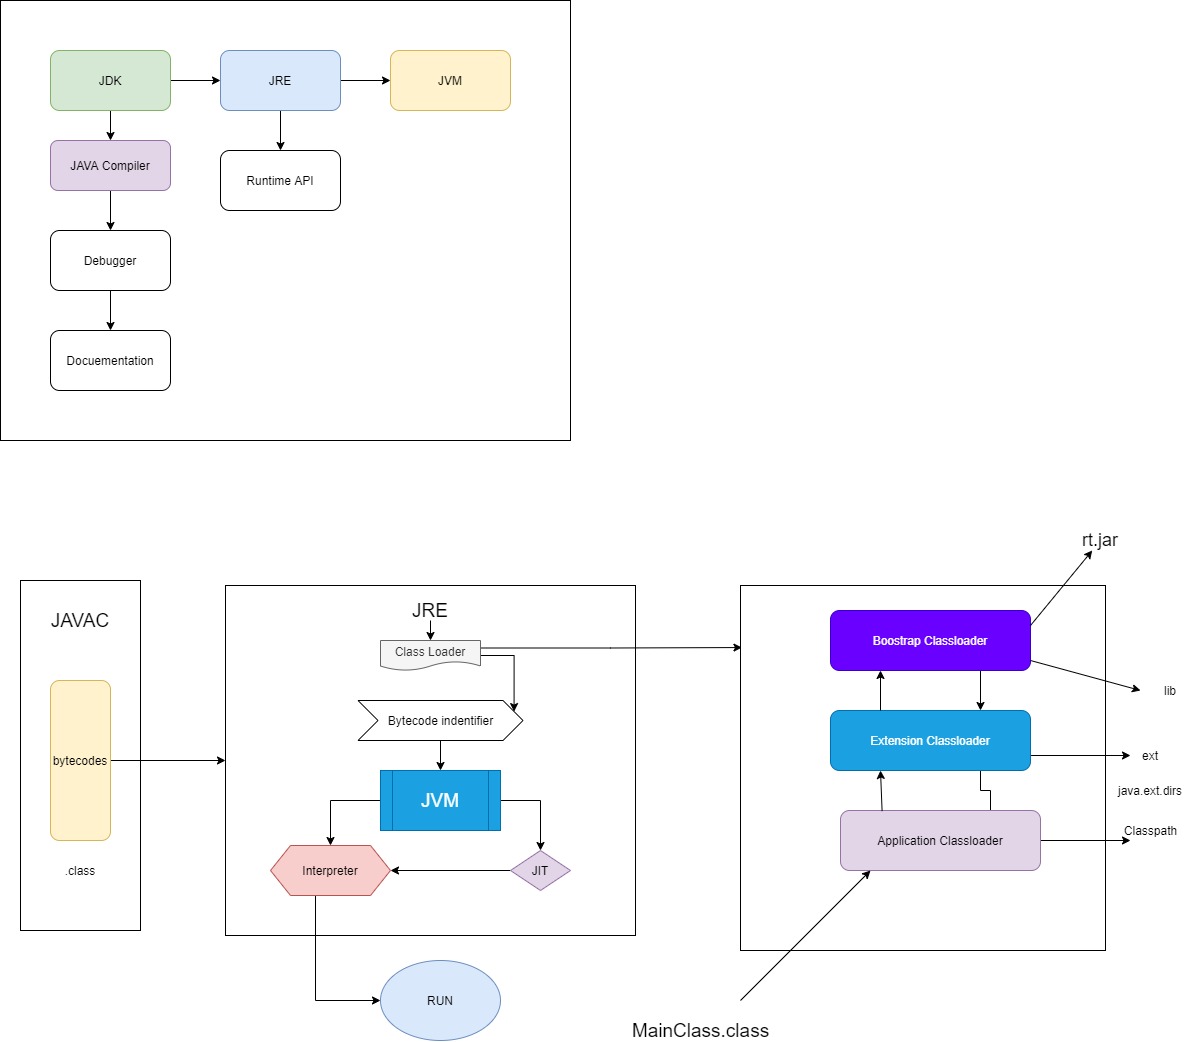 JDK
JRE
JVM
JAVA Compiler
Runtime API
Debugger
Docuementation
JAVAC
bytecodes
.class
JRE
Class Loader
Bytecode indentifier
JVM
Interpreter
JIT
RUN
rt.jar
Boostrap Classloader
lib
Extension Classloader
ext
java.ext.dirs
Application Classloader
Classpath
MainClass.class